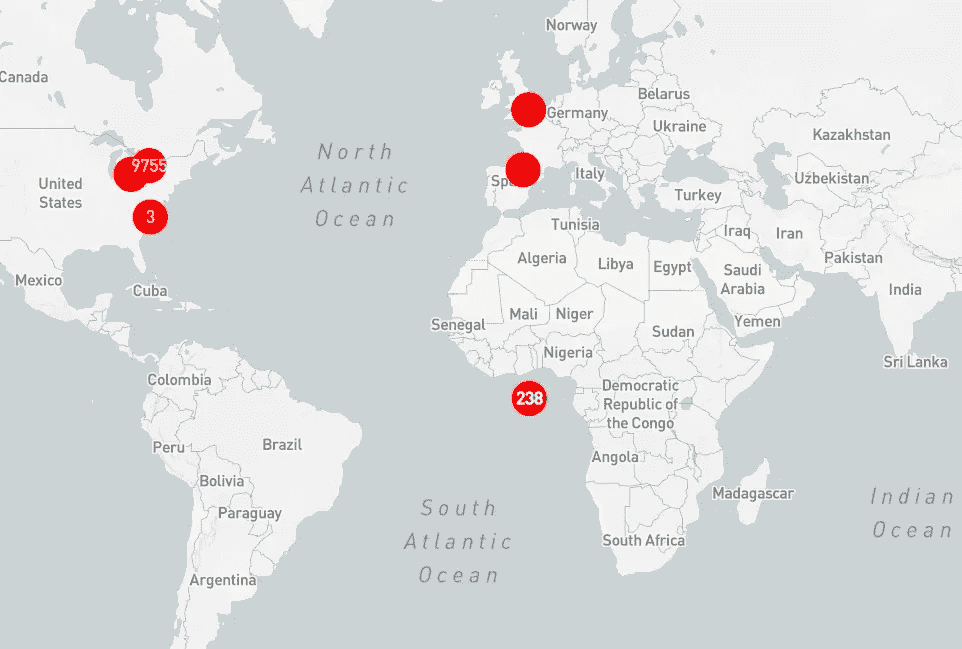 Norway
Canada
Belarus
Germany
Ukraine
Kazakhstan
North
Atlantic
Ocean
9755
United
States
Italy
Uzbekistan
Turkey
3
Tunisia
Iraq
Iran
Algeria
Libya
Egypt
Pakistan
Saudi
Arabia
Mexico
Cuba
India
Mali
Niger
Senegal
Sudan
Yemen
Nigeria
Sri Lanka
Colombia
238
Democratic
Republic of
the Congo
Peru
Brazil
Angola
Bolivia
Madagascar
Paraguay
South
Atlantic
Ocean
Indian
Ocean
South Africa
Argentina